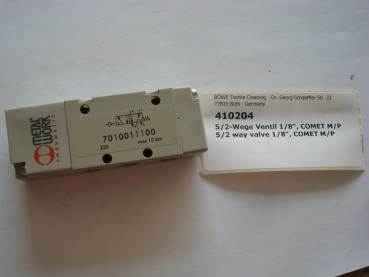 METAL
WORK
PNEUMATIC
7010011100
max 10 bar
BÖWE Textile Cleaning - Dr.-Georg-Schaeffler-Str. 22
77815 Bühl - Germany
410204
5/2-Wege Ventil 1/8", COMET M/P
5/2 way valve 1/8", COMET M/P